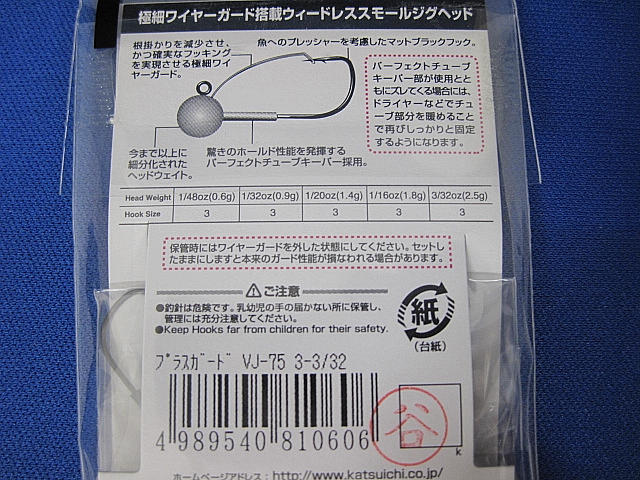 極細ワイヤーガード搭載ウィードレススモールジグヘッド
根掛かりを減少させ、
かつ確実なフッキング
を実現させる極細ワイ
ヤーガード。
魚へのプレッシャーを考慮したマットブラックフック。
パーフェクトチューブ
キーパー部が使用とと
もにズレてくる場合には、
ドライヤーなどでチュ
ーブ部分を暖めること
で再びしっかりと固定
するようになります。
今まで以上に
細分化された
ヘッドウェイト。
驚きのホールド性能を発揮する
パーフェクトチューブキーパー採用。
Head Weight 1/48oz(0.6g) 1/32oz(0.9g) 1/20oz(1.4g) 1/16oz(1.8g) 3/32oz(2.5g)
Hook Size 3 3 3 3 3
保管時にはワイヤーガードを外した状態にしてください。セットし
たままにしますと本来のガード性能が損なわれる場合があります。
ご注意
●釣針は危険です。乳幼児の手の届かない所に保管し、
管理には充分注意してください。
●Keep Hooks far from children for their safety.
紙
(台紙)
プラスガード VJ-75 3-3/32
4 989540 810606
谷
k
ホームページアドレス：http://www.katsuichi.co.jp/